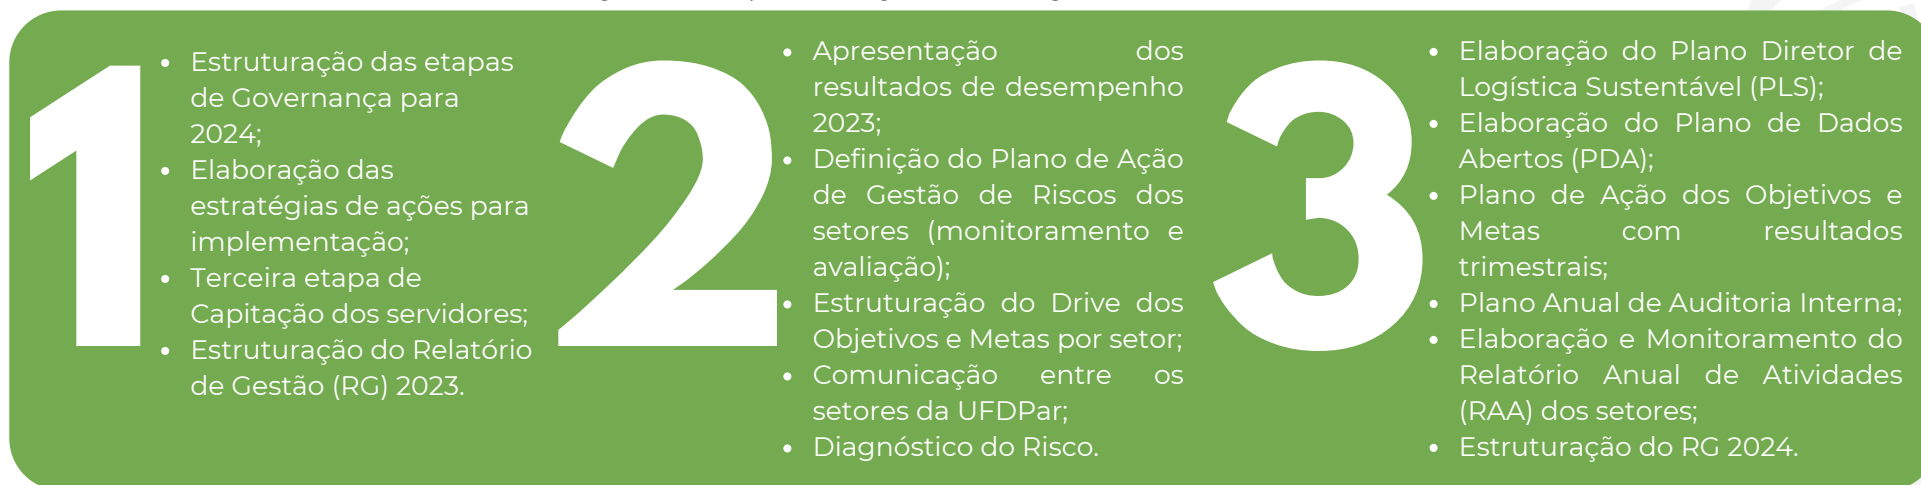 1
• Estruturação das etapas
de Governança para
2024;
• Elaboração das
estratégias de ações para
implementação;
• Terceira etapa de
Capitação dos servidores;
• Estruturação do Relatório
de Gestão (RG) 2023.
2
• Apresentação dos
resultados de desempenho
2023;
• Definição do Plano de Ação
de Gestão de Riscos dos
setores (monitoramento e
avaliação);
• Estruturação do Drive dos
Objetivos e Metas por setor;
• Comunicação entre os
setores da UFDPar;
• Diagnóstico do Risco.
3
• Elaboração do Plano Diretor de
Logística Sustentável (PLS);
• Elaboração do Plano de Dados
Abertos (PDA);
• Plano de Ação dos Objetivos e
Metas com resultados
trimestrais;
• Plano Anual de Auditoria Interna;
• Elaboração e Monitoramento do
Relatório Anual de Atividades
(RAA) dos setores;
• Estruturação do RG 2024.